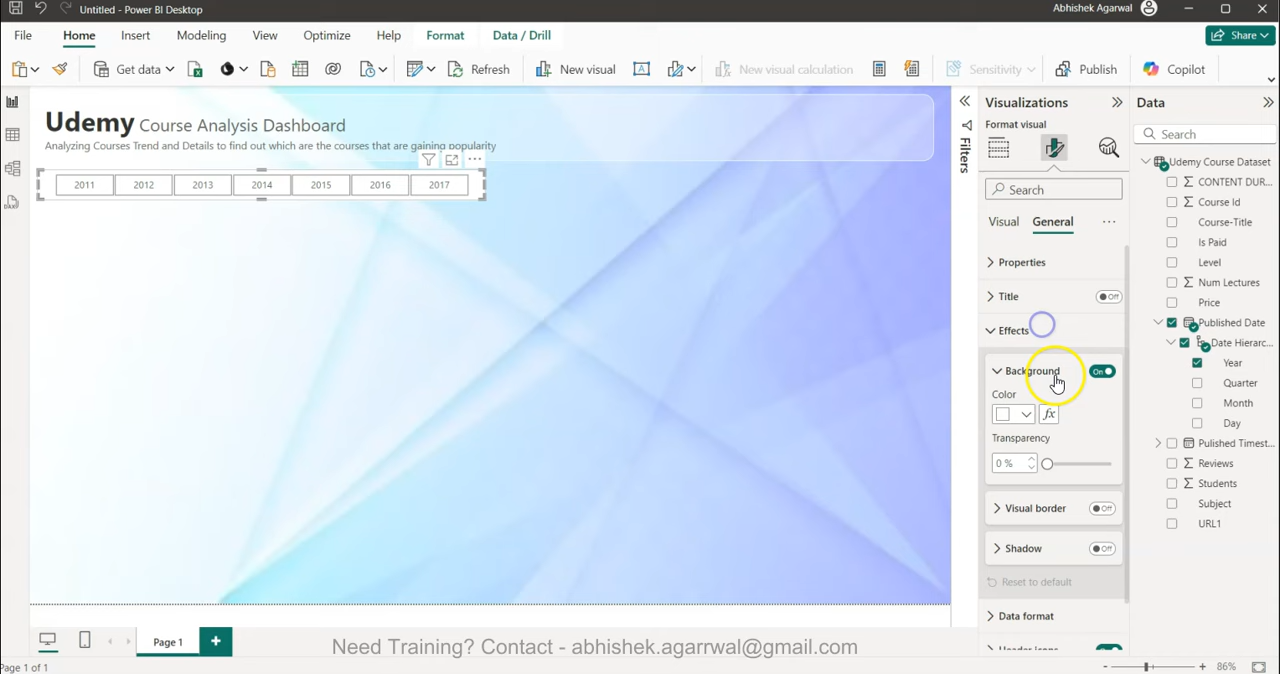 Untitled - Power BI Desktop
Abhishek Agarwal
File Home Insert Modeling View Optimize Help Format Data / Drill
Share
Get data
Refresh
New visual
New visual calculation
Sensitivity
Publish
Copilot
Udemy Course Analysis Dashboard
Analyzing Courses Trend and Details to find out which are the courses that are gaining popularity
2011 2012 2013 2014 2015 2016 2017
Filters
Visualizations
Format visual
Search
Visual General
Properties
Title Off
Effects
Background On
Color
fx
Transparency
0 %
Visual border Off
Shadow Off
Reset to default
Data format
Header icons
Data
Search
Udemy Course Dataset
CONTENT DUR...
Course Id
Course-Title
Is Paid
Level
Num Lectures
Price
Published Date
Date Hierarc...
Year
Quarter
Month
Day
Pulished Timest...
Reviews
Students
Subject
URL1
Page 1
Need Training? Contact - abhishek.agarrwal@gmail.com
Page 1 of 1
86%